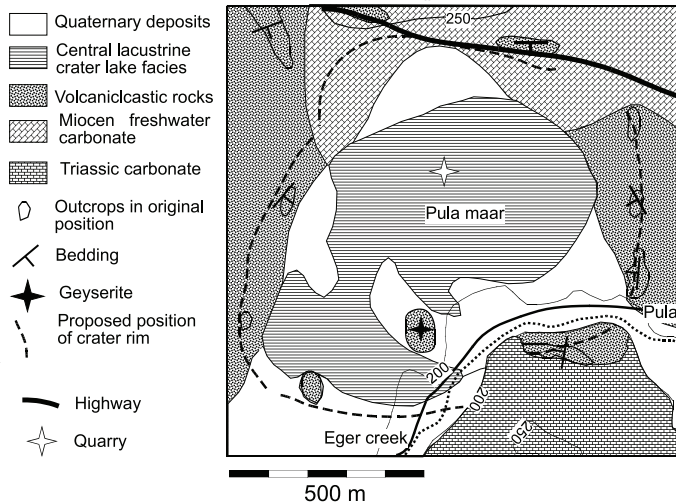 Quaternary deposits
Central lacustrine
crater lake facies
Volcaniclcastic rocks
Miocen freshwater
carbonate
Triassic carbonate
Outcrops in original
position
Bedding
Geyserite
Proposed position
of crater rim
Highway
Quarry
250
Pula maar
Pula
200
200
Eger creek
250
500 m